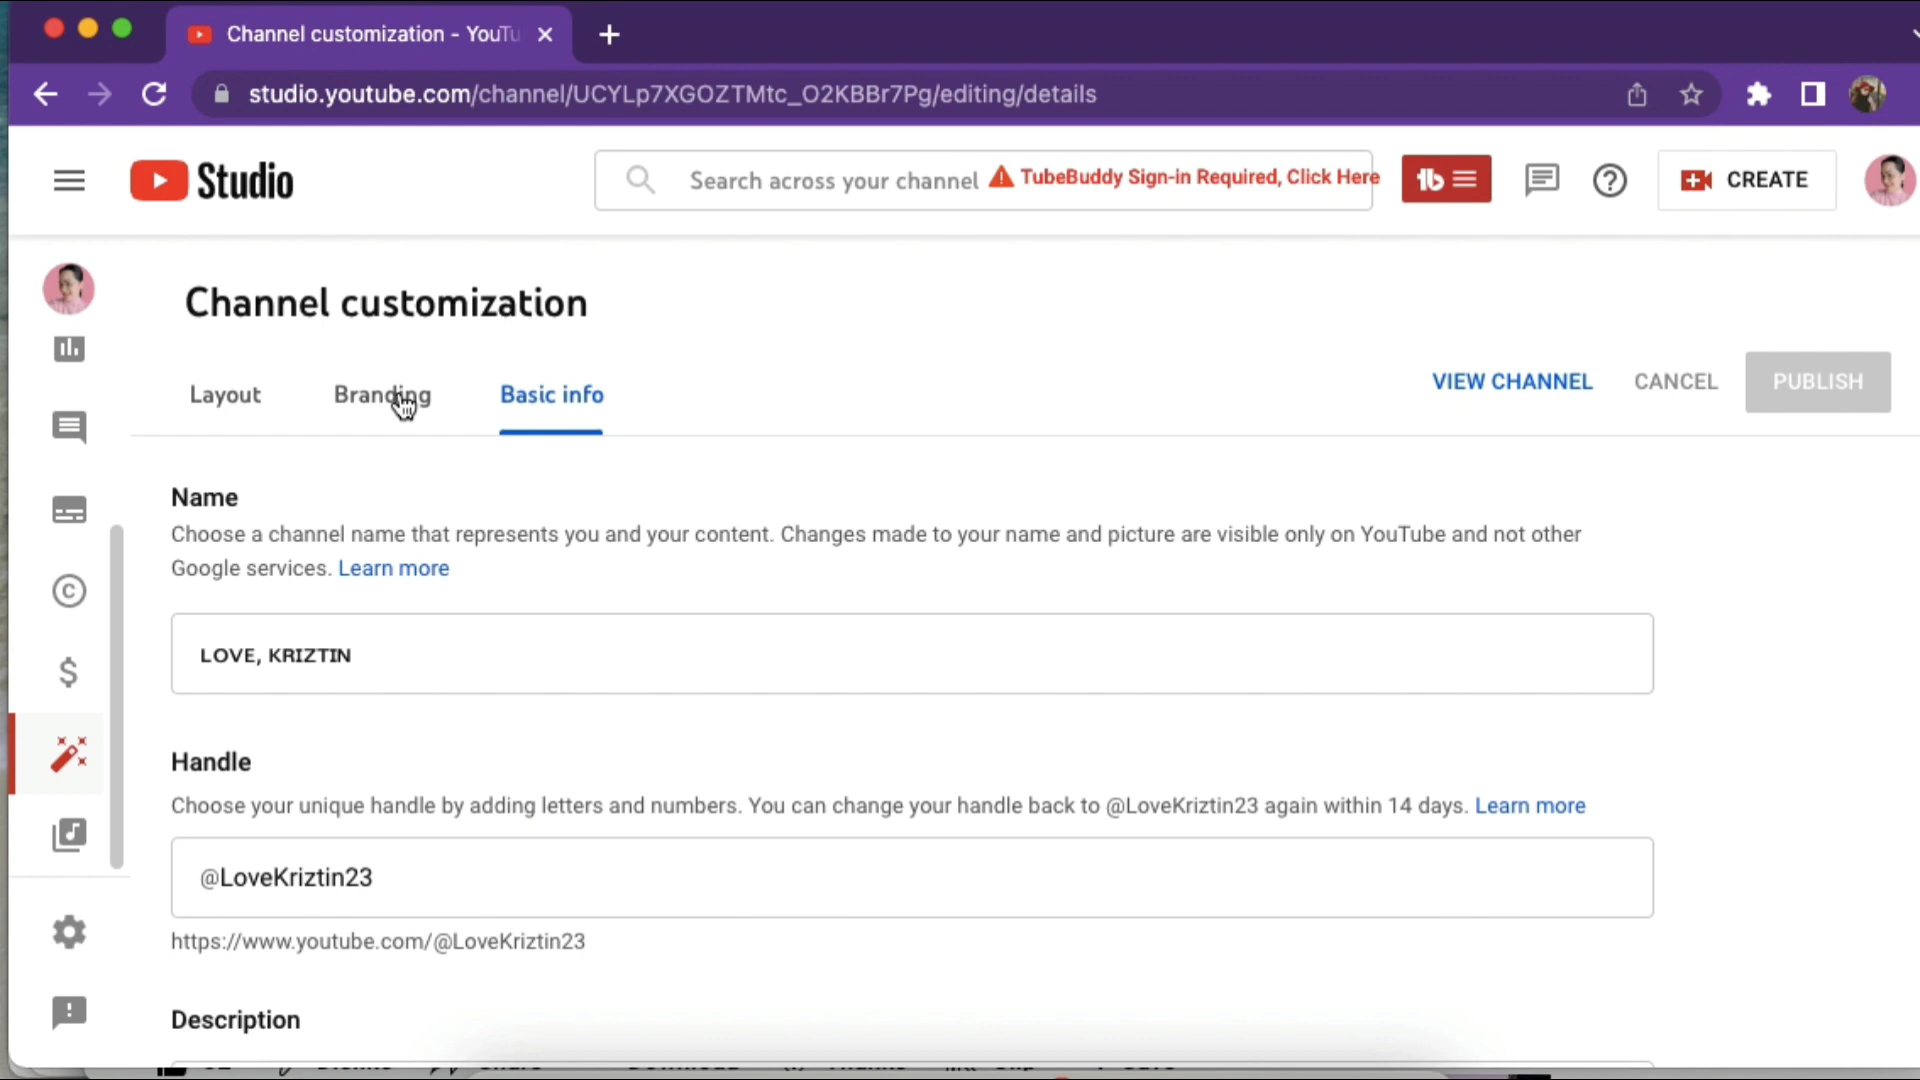 Channel customization - YouTu
studio.youtube.com/channel/UCYLp7XGOZTMtc_O2KBBr7Pg/editing/details
Studio
Search across your channel
TubeBuddy Sign-in Required, Click Here
tb
CREATE
Channel customization
Layout
Branding
Basic info
VIEW CHANNEL
CANCEL
PUBLISH
Name
Choose a channel name that represents you and your content. Changes made to your name and picture are visible only on YouTube and not other
Google services. Learn more
LOVE, KRIZTIN
Handle
Choose your unique handle by adding letters and numbers. You can change your handle back to @LoveKriztin23 again within 14 days. Learn more
@LoveKriztin23
https://www.youtube.com/@LoveKriztin23
Description